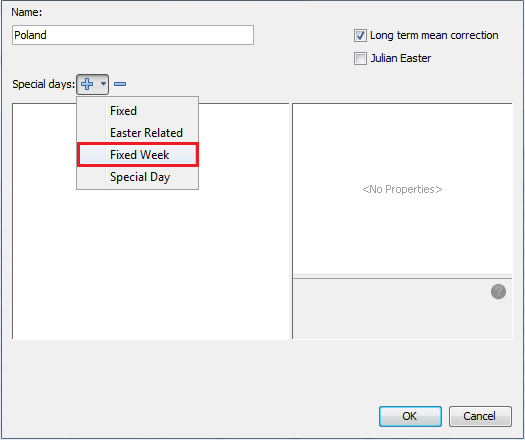 Name:
Poland
Long term mean correction
Julian Easter
Special days:
Fixed
Easter Related
Fixed Week
Special Day
<No Properties>
?
OK
Cancel